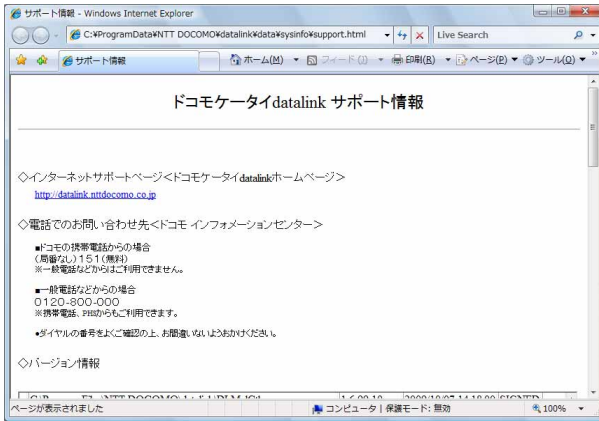 サポート情報 - Windows Internet Explorer
C:¥ProgramData¥NTT DOCOMO¥datalink¥data¥sysinfo¥support.html
Live Search
サポート情報
ホーム(M)
フィード(J)
印刷(R)
ページ(P)
ツール(O)
ドコモケータイdatalink サポート情報
◇インターネットサポートページ<ドコモケータイdatalinkホームページ>
http://datalink.nttdocomo.co.jp
◇電話でのお問い合わせ先<ドコモ インフォメーションセンター>
■ドコモの携帯電話からの場合
(局番なし)151(無料)
※一般電話などからはご利用できません。
■一般電話などからの場合
0120-800-000
※携帯電話、PHSからもご利用できます。
●ダイヤルの番号をよくご確認の上、お間違いないようおかけください。
◇バージョン情報
ページが表示されました
コンピュータ | 保護モード: 無効
100%